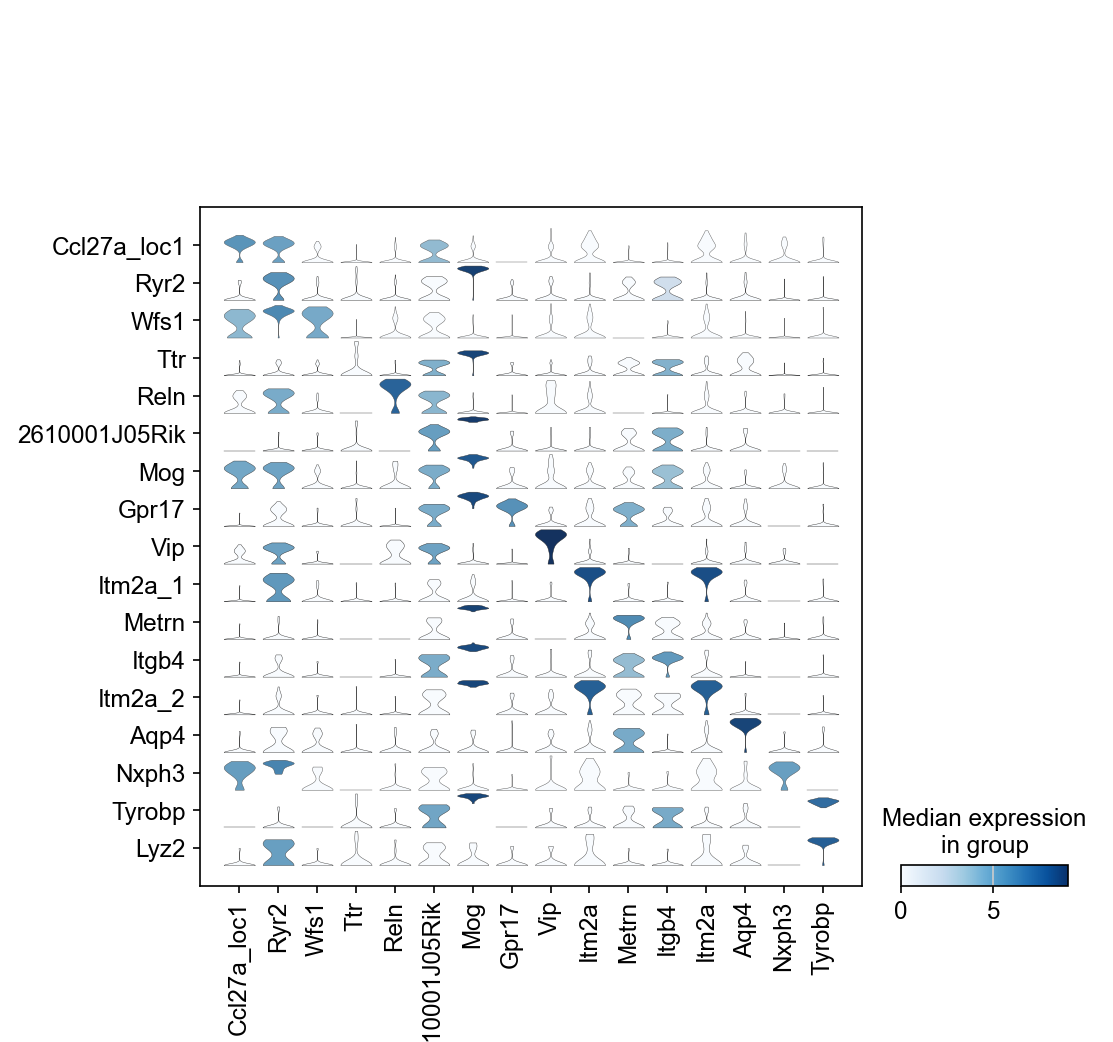 Ccl27a_loc1
Ryr2
Wfs1
Ttr
Reln
2610001J05Rik
Mog
Gpr17
Vip
Itm2a_1
Metrn
Itgb4
Itm2a_2
Aqp4
Nxph3
Tyrobp
Lyz2
Median expression
in group
0 5
Ccl27a_loc1
Ryr2
Wfs1
Ttr
Reln
10001J05Rik
Mog
Gpr17
Vip
Itm2a
Metrn
Itgb4
Itm2a
Aqp4
Nxph3
Tyrobp